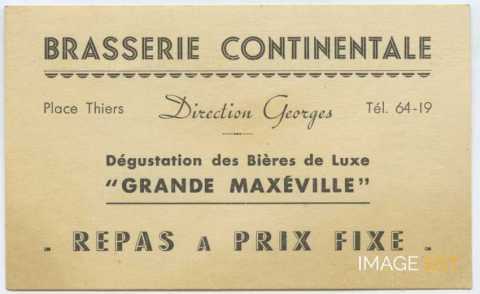 BRASSERIE CONTINENTALE
Place Thiers Direction Georges Tél. 64-19
Dégustation des Bières de Luxe
"GRANDE MAXÉVILLE"
- REPAS A PRIX FIXE -
IMAGE'EST